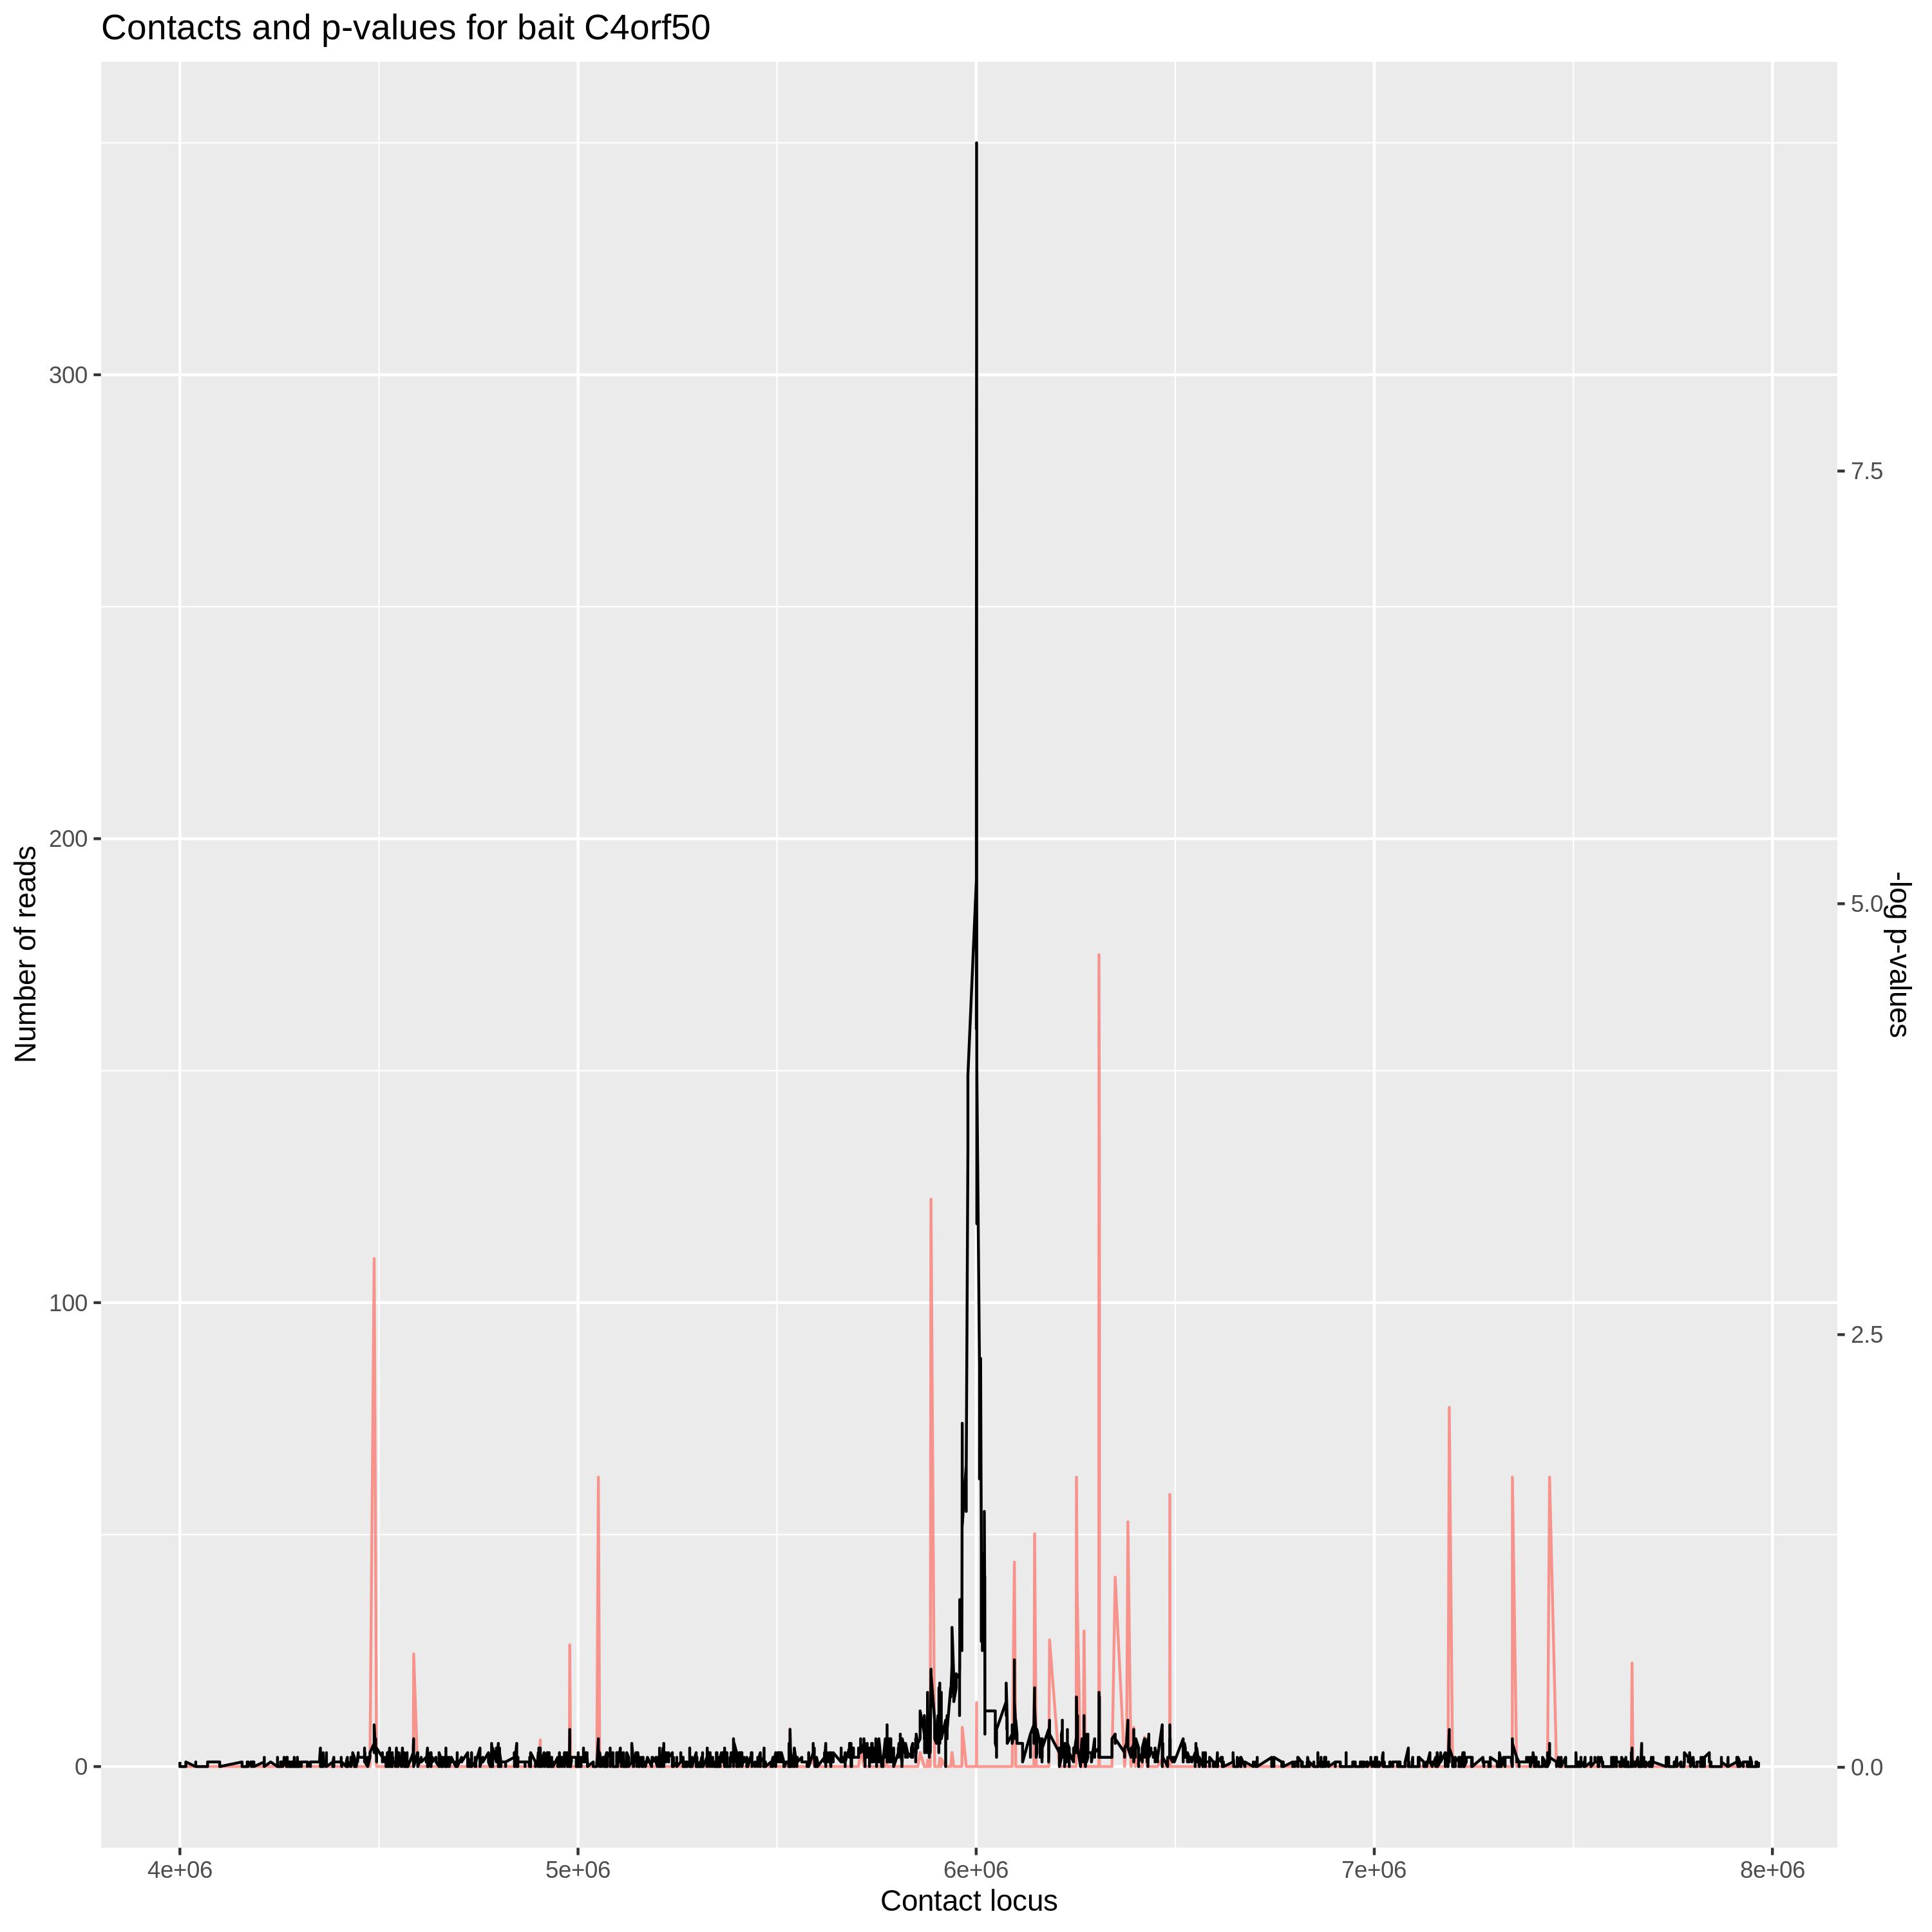 Contacts and p-values for bait C4orf50
300
200
100
0
Number of reads
7.5
5.0
2.5
0.0
-log p-values
4e+06
5e+06
6e+06
7e+06
8e+06
Contact locus